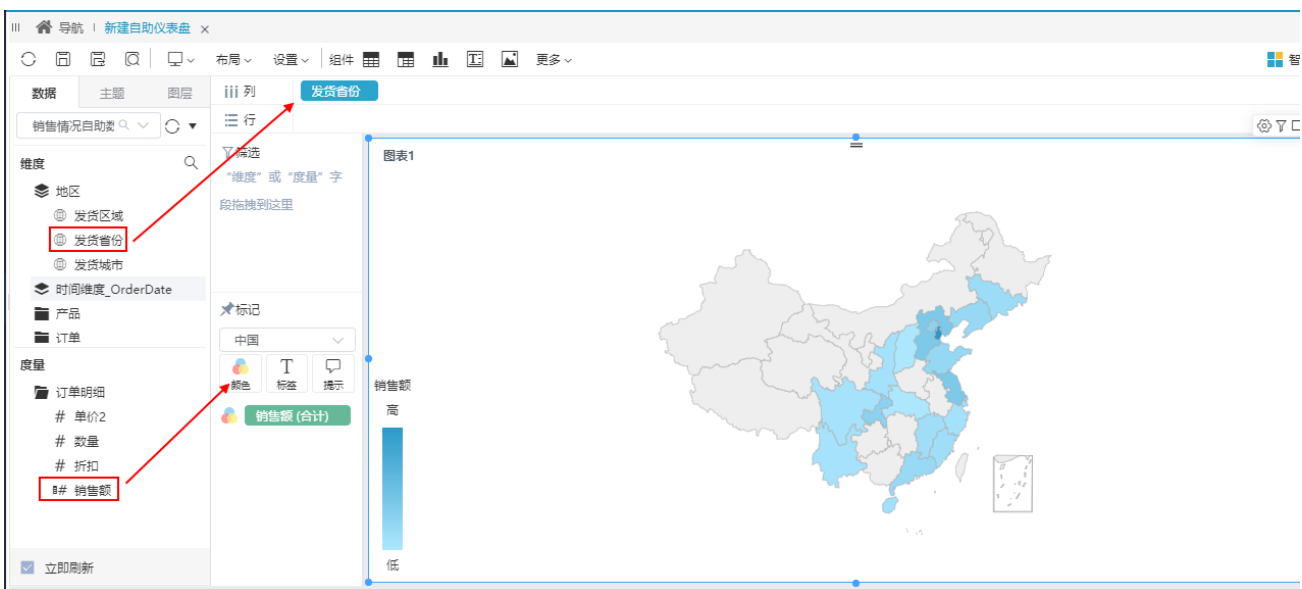 导航 新建自助仪表盘 ×
布局 设置 组件 更多 智
数据 主题 图层
列 发货省份
销售情况自助数
行
筛选
图表1
维度
"维度" 或 "度量" 字
段拖拽到这里
地区
发货区域
发货省份
发货城市
时间维度_OrderDate
产品
标记
订单
中国
度量
颜色 T 标签 提示
销售额
订单明细
高
销售额 (合计)
# 单价2
# 数量
# 折扣
# 销售额
低
立即刷新